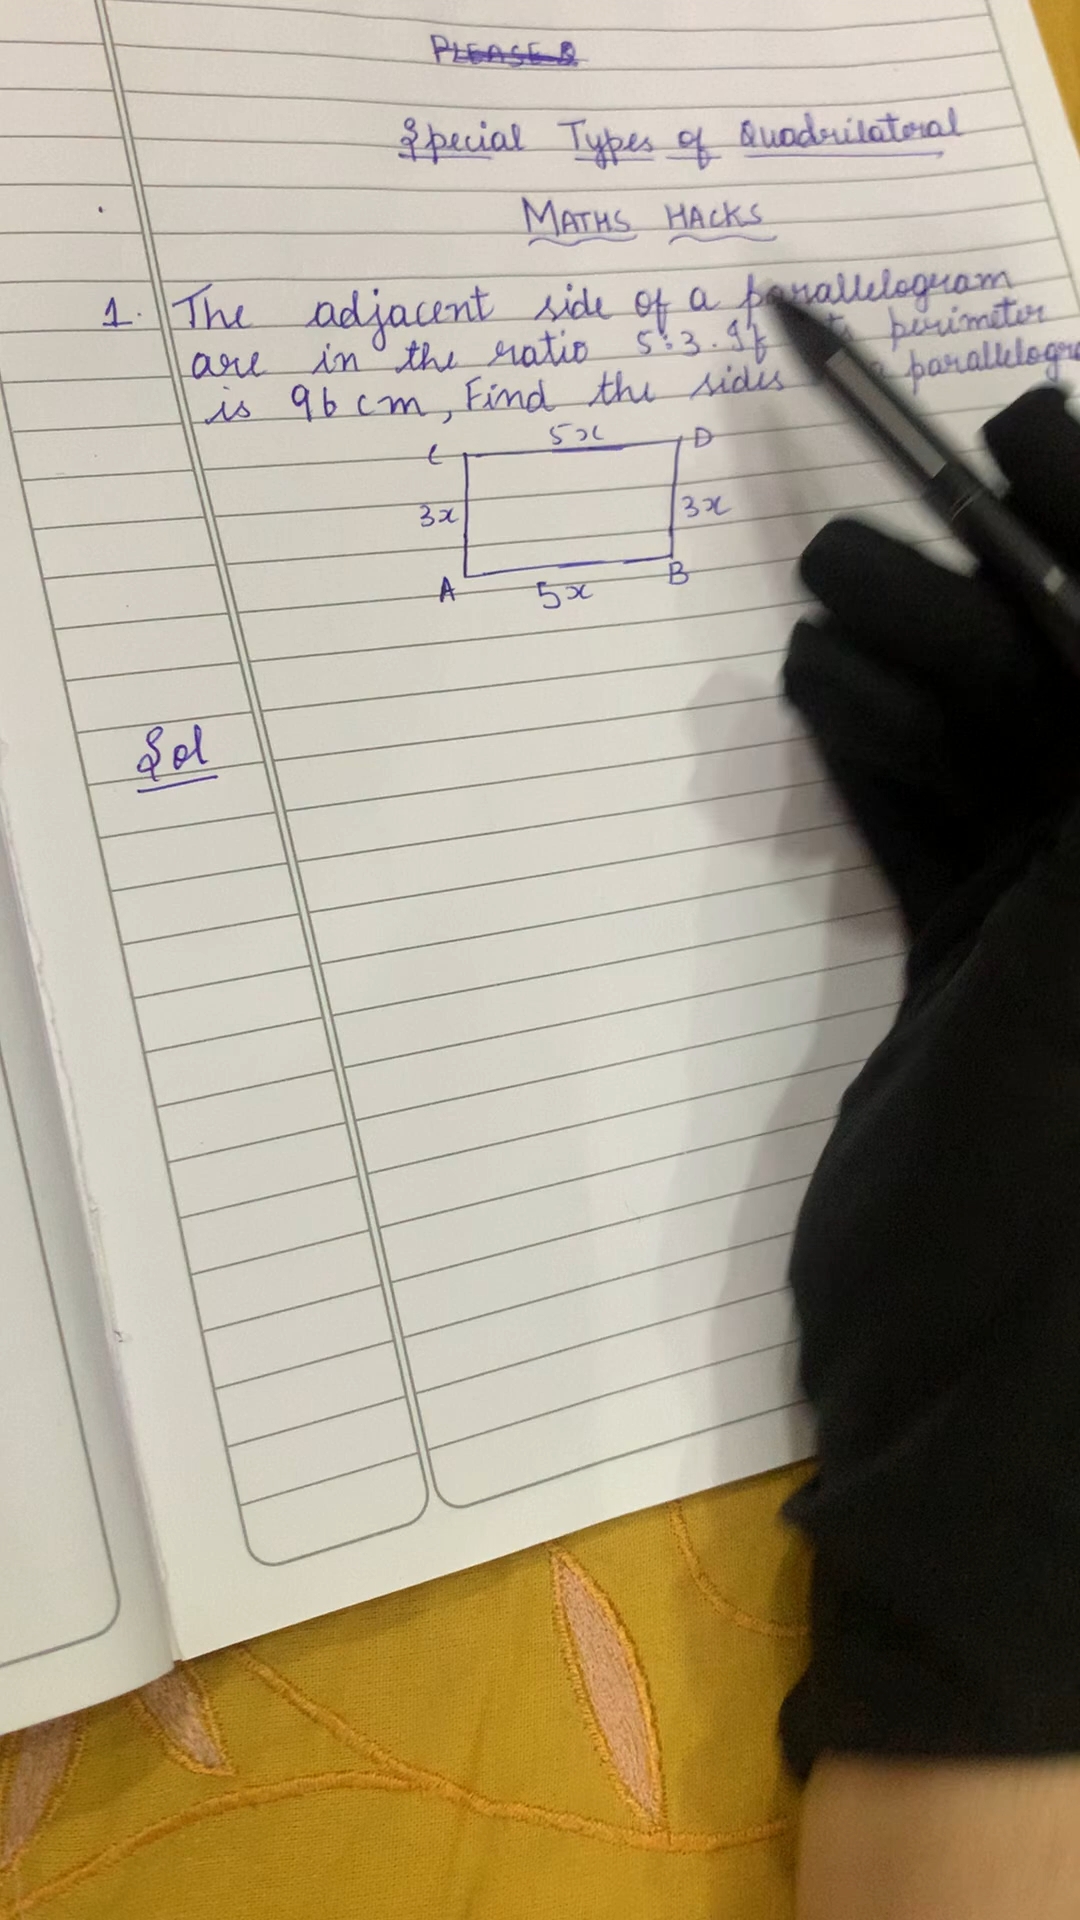 PLEASE
Special Types of Quadrilateral
MATHS HACKS
1. The adjacent side of a parallelogram
are in the ratio 5:3. If perimeter
is 96 cm, Find the sides a parallelogra
5x
C D
3x 3x
A B
5x
Sol